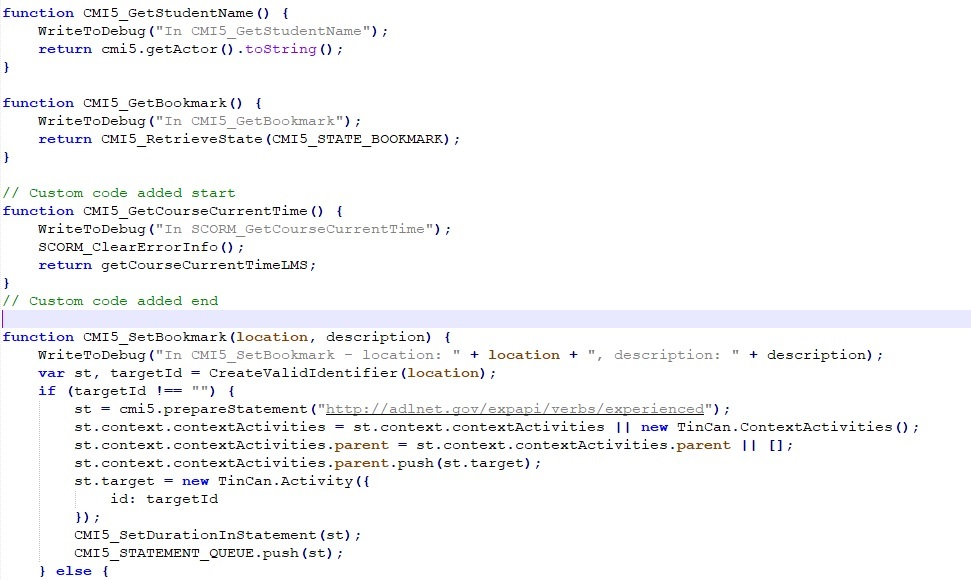 function CMI5_GetStudentName() {
    WriteToDebug("In CMI5_GetStudentName");
    return cmi5.getActor().toString();
}

function CMI5_GetBookmark() {
    WriteToDebug("In CMI5_GetBookmark");
    return CMI5_RetrieveState(CMI5_STATE_BOOKMARK);
}

// Custom code added start
function CMI5_GetCourseCurrentTime() {
    WriteToDebug("In SCORM_GetCourseCurrentTime");
    SCORM_ClearErrorInfo();
    return getCourseCurrentTimeLMS;
}
// Custom code added end

function CMI5_SetBookmark(location, description) {
    WriteToDebug("In CMI5_SetBookmark - location: " + location + ", description: " + description);
    var st, targetId = CreateValidIdentifier(location);
    if (targetId !== "") {
        st = cmi5.prepareStatement("http://adlnet.gov/expapi/verbs/experienced");
        st.context.contextActivities = st.context.contextActivities || new TinCan.ContextActivities();
        st.context.contextActivities.parent = st.context.contextActivities.parent || [];
        st.context.contextActivities.parent.push(st.target);
        st.target = new TinCan.Activity({
            id: targetId
        });
        CMI5_SetDurationInStatement(st);
        CMI5_STATEMENT_QUEUE.push(st);
    } else {